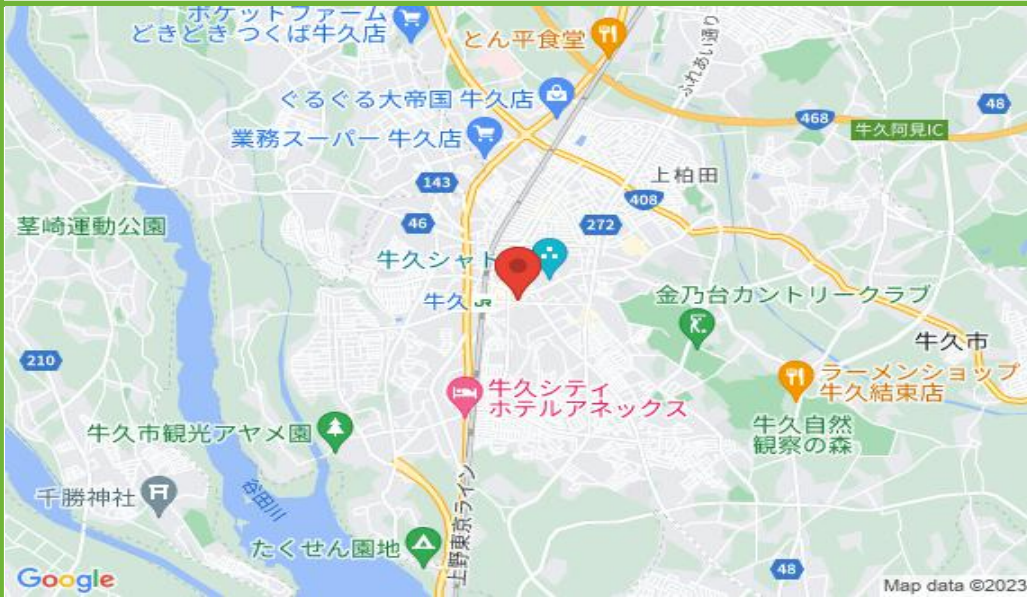 ポケットファーム
どきどき つくば牛久店
とん平食堂
ふれあい通り
ぐるぐる大帝国 牛久店
48
468
牛久阿見IC
業務スーパー 牛久店
上柏田
143
408
46
272
茎崎運動公園
牛久シャト
牛久 JR
金乃台カントリークラブ
牛久市
210
ラーメンショップ
牛久結束店
牛久シティ
ホテルアネックス
牛久市観光アヤメ園
牛久自然
観察の森
千勝神社
谷田川
上野東京ライン
たくせん園地
48
Google
Map data ©2023